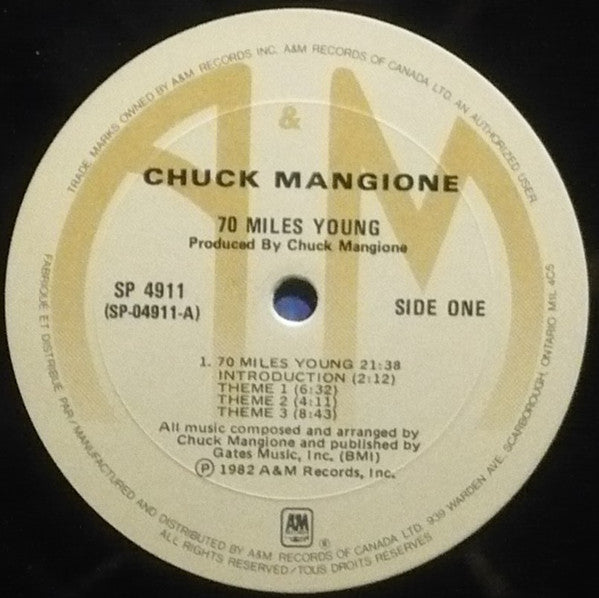 TRADE MARKS OWNED BY A&M RECORDS INC. A&M RECORDS OF CANADA LTD. AN AUTHORIZED USER
A&M
CHUCK MANGIONE
70 MILES YOUNG
Produced By Chuck Mangione
SP 4911
(SP-04911-A)
SIDE ONE
1. 70 MILES YOUNG 21:38
INTRODUCTION (2:12)
THEME 1 (6:32)
THEME 2 (4:11)
THEME 3 (8:43)
All music composed and arranged by
Chuck Mangione and published by
Gates Music, Inc. (BMI)
Ⓟ 1982 A&M Records, Inc.
A&M
®
FABRIQUÉ ET DISTRIBUÉ PAR/MANUFACTURED AND DISTRIBUTED BY A&M RECORDS OF CANADA LTD. 939 WARDEN AVE. SCARBOROUGH, ONTARIO M1L 4C5
ALL RIGHTS RESERVED/TOUS DROITS RESERVÉS